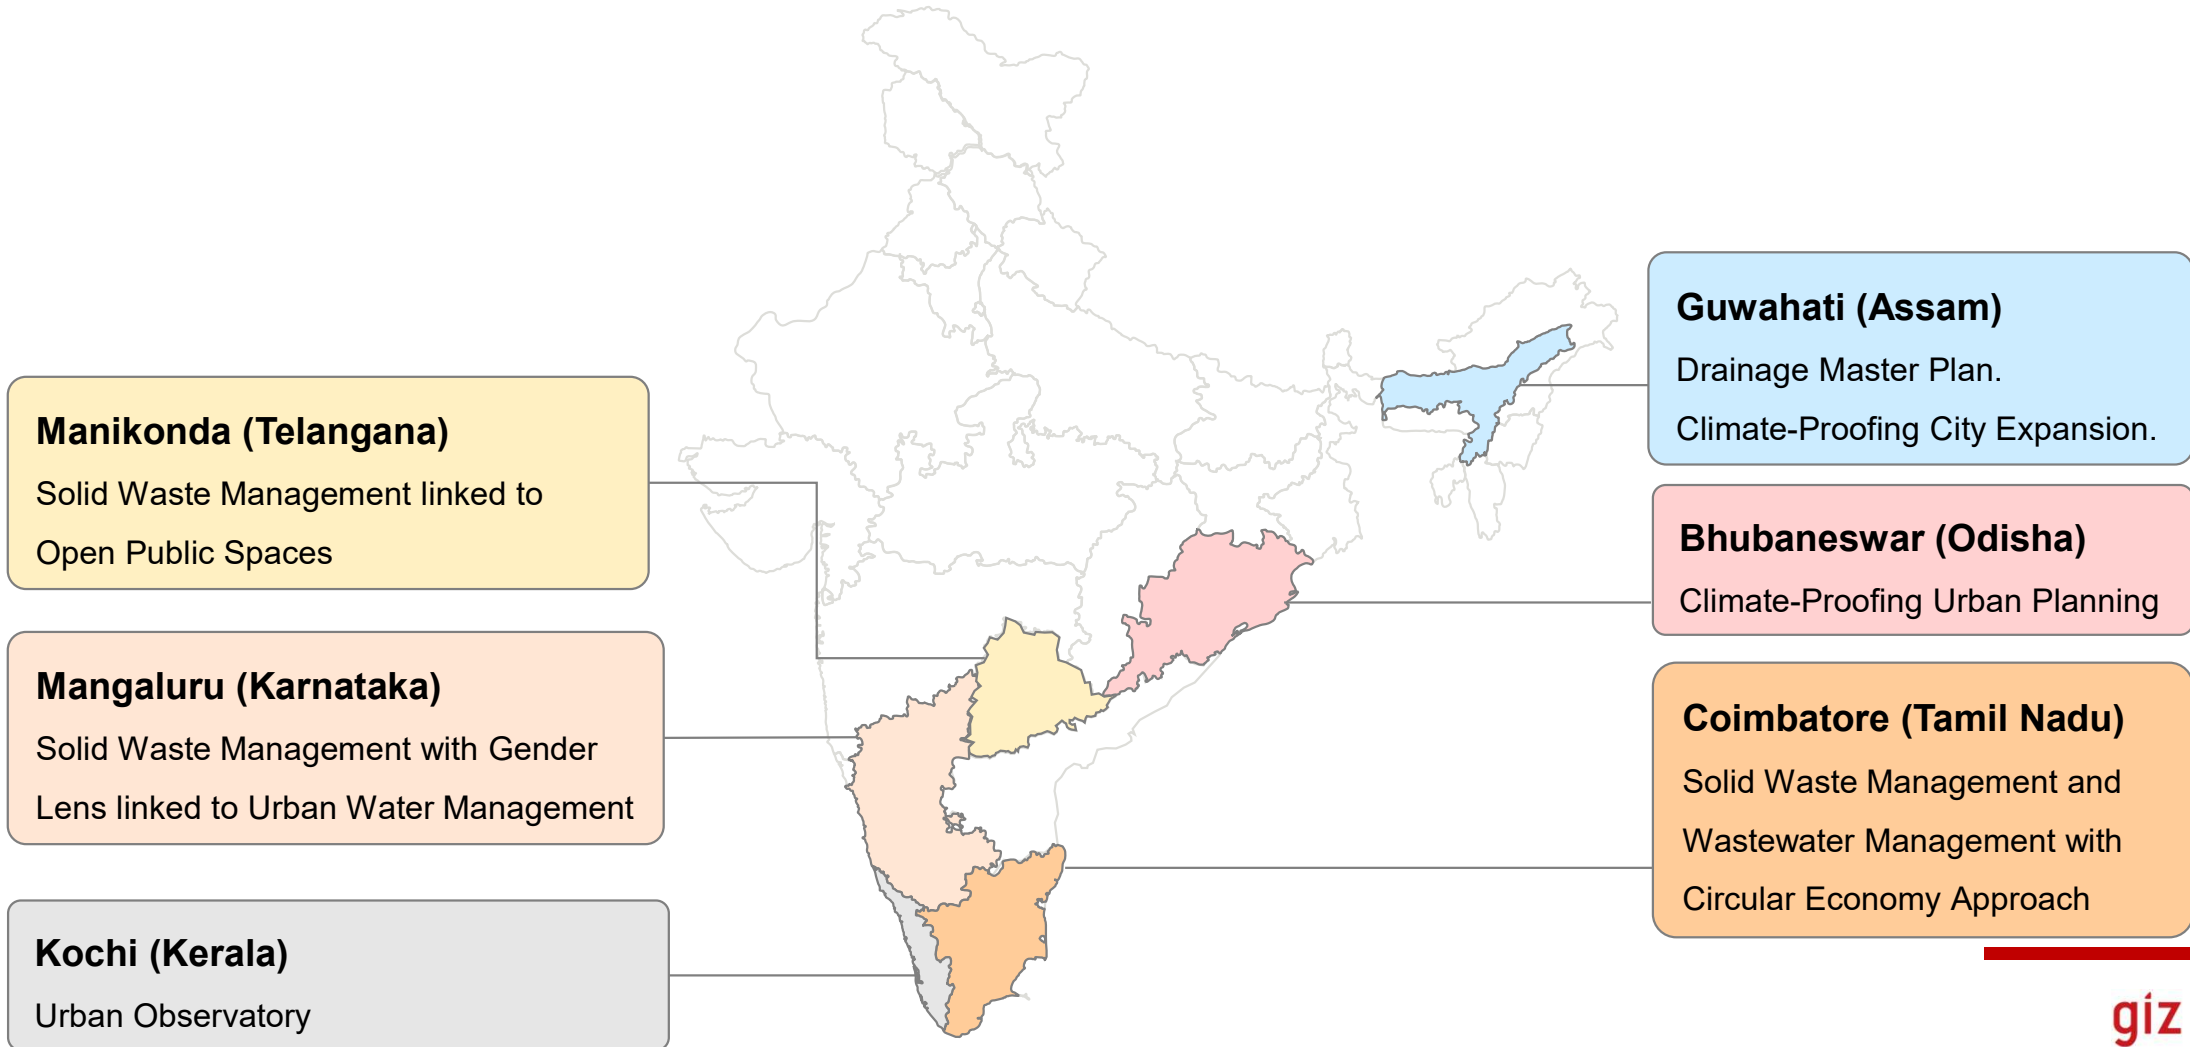 Manikonda (Telangana)
Solid Waste Management linked to
Open Public Spaces
Mangaluru (Karnataka)
Solid Waste Management with Gender
Lens linked to Urban Water Management
Kochi (Kerala)
Urban Observatory
Guwahati (Assam)
Drainage Master Plan.
Climate-Proofing City Expansion.
Bhubaneswar (Odisha)
Climate-Proofing Urban Planning
Coimbatore (Tamil Nadu)
Solid Waste Management and
Wastewater Management with
Circular Economy Approach
giz